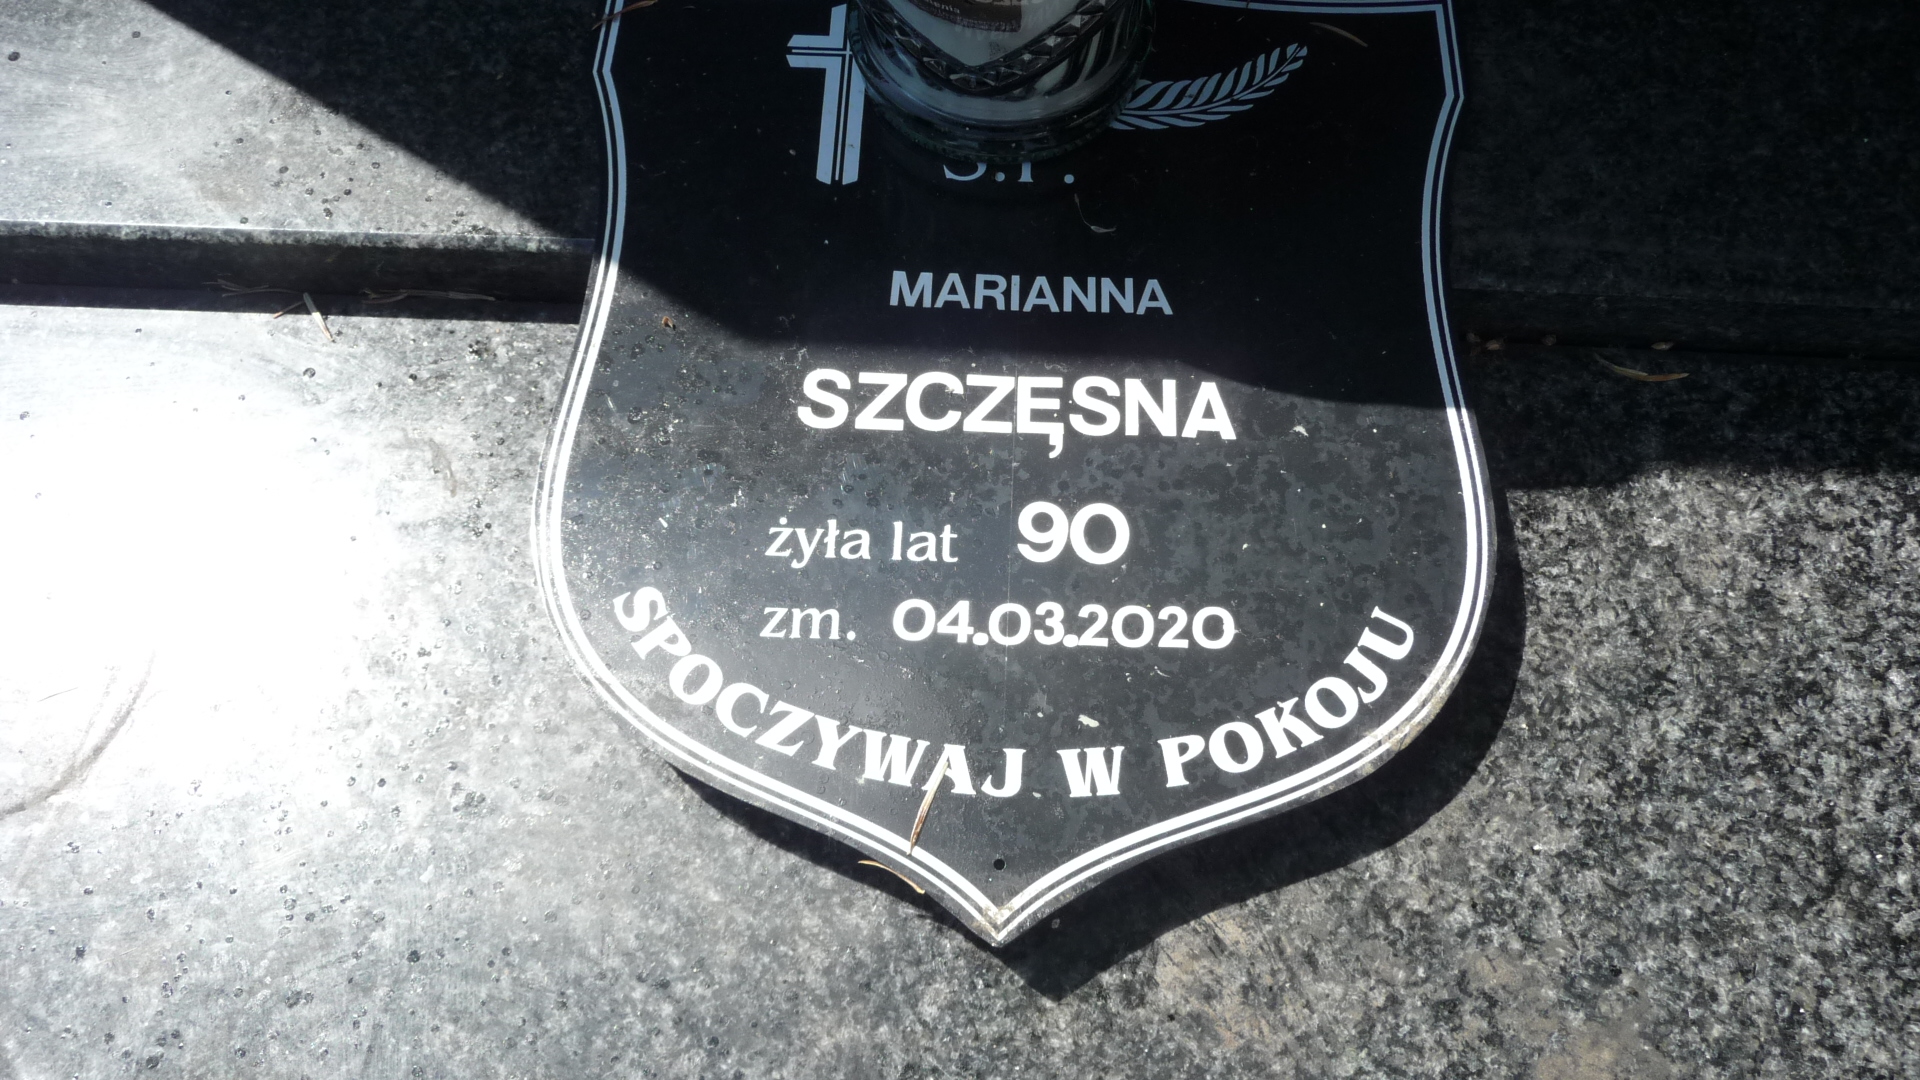 Ś.P.
MARIANNA
SZCZĘSNA
żyła lat 90
zm. 04.03.2020
SPOCZYWAJ W POKOJU